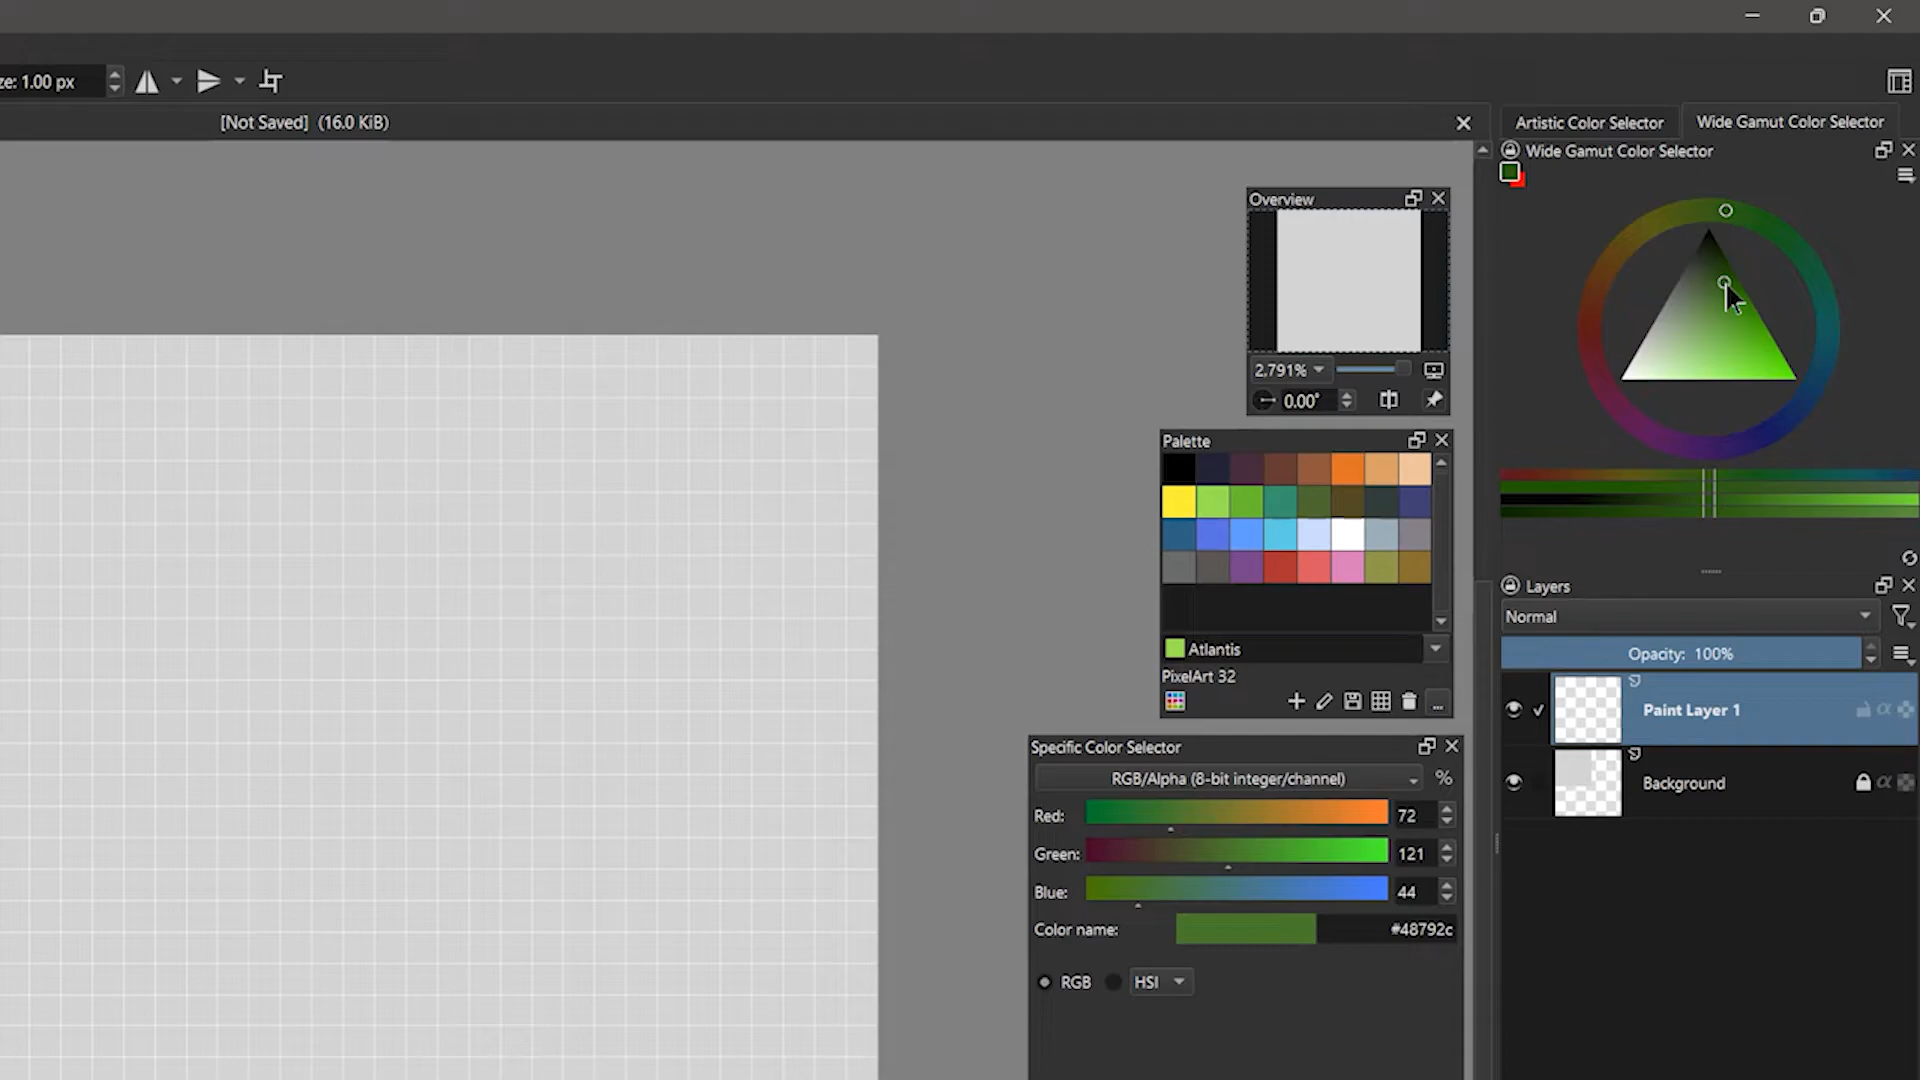 ze: 1.00 px
[Not Saved] (16.0 KiB)
Artistic Color Selector
Wide Gamut Color Selector
Wide Gamut Color Selector
Overview
2,791%
0.00°
Palette
Atlantis
PixelArt 32
...
Layers
Normal
Opacity: 100%
Paint Layer 1
Background
Specific Color Selector
RGB/Alpha (8-bit integer/channel)
%
Red: 72
Green: 121
Blue: 44
Color name: #48792c
RGB HSI